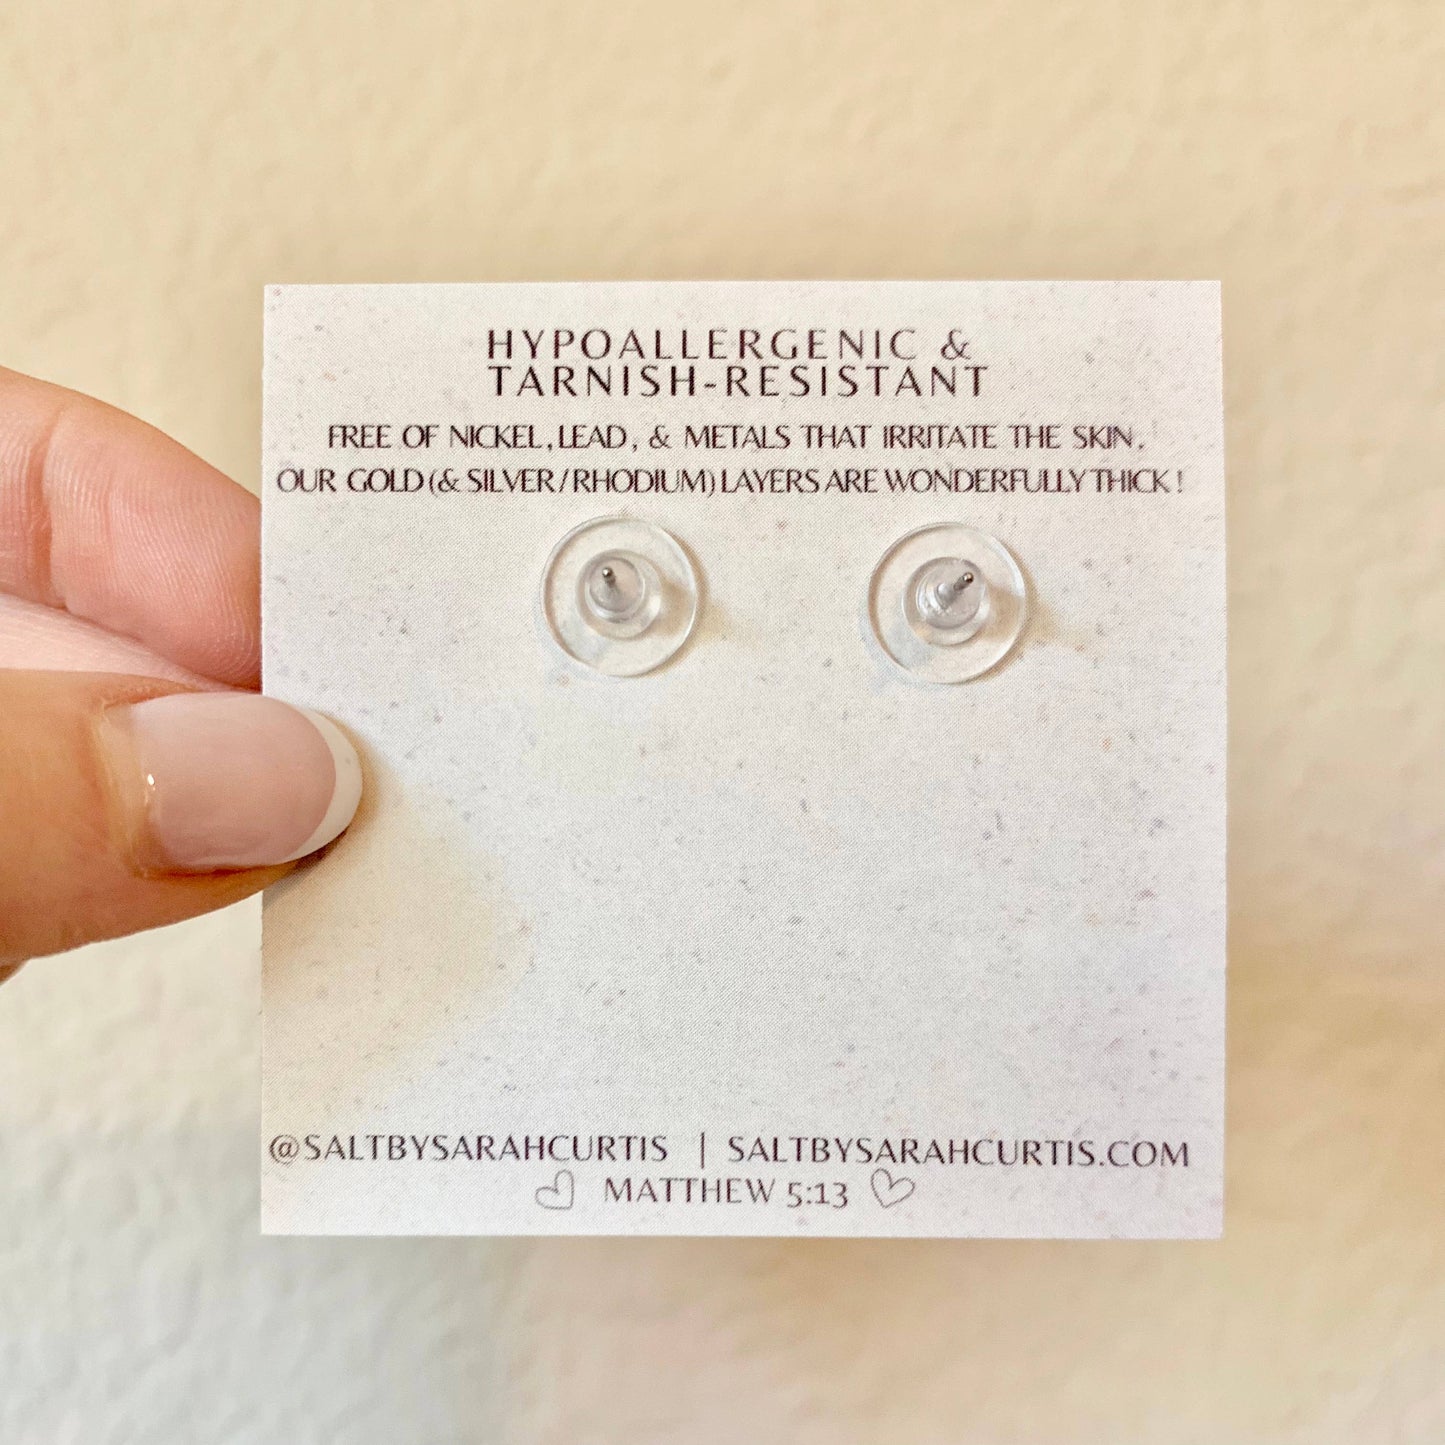 HYPOALLERGENIC &
TARNISH-RESISTANT
FREE OF NICKEL, LEAD, & METALS THAT IRRITATE THE SKIN.
OUR GOLD (& SILVER/RHODIUM) LAYERS ARE WONDERFULLY THICK!
@SALTBYSARAHCURTIS | SALTBYSARAHCURTIS.COM
♡ MATTHEW 5:13 ♡